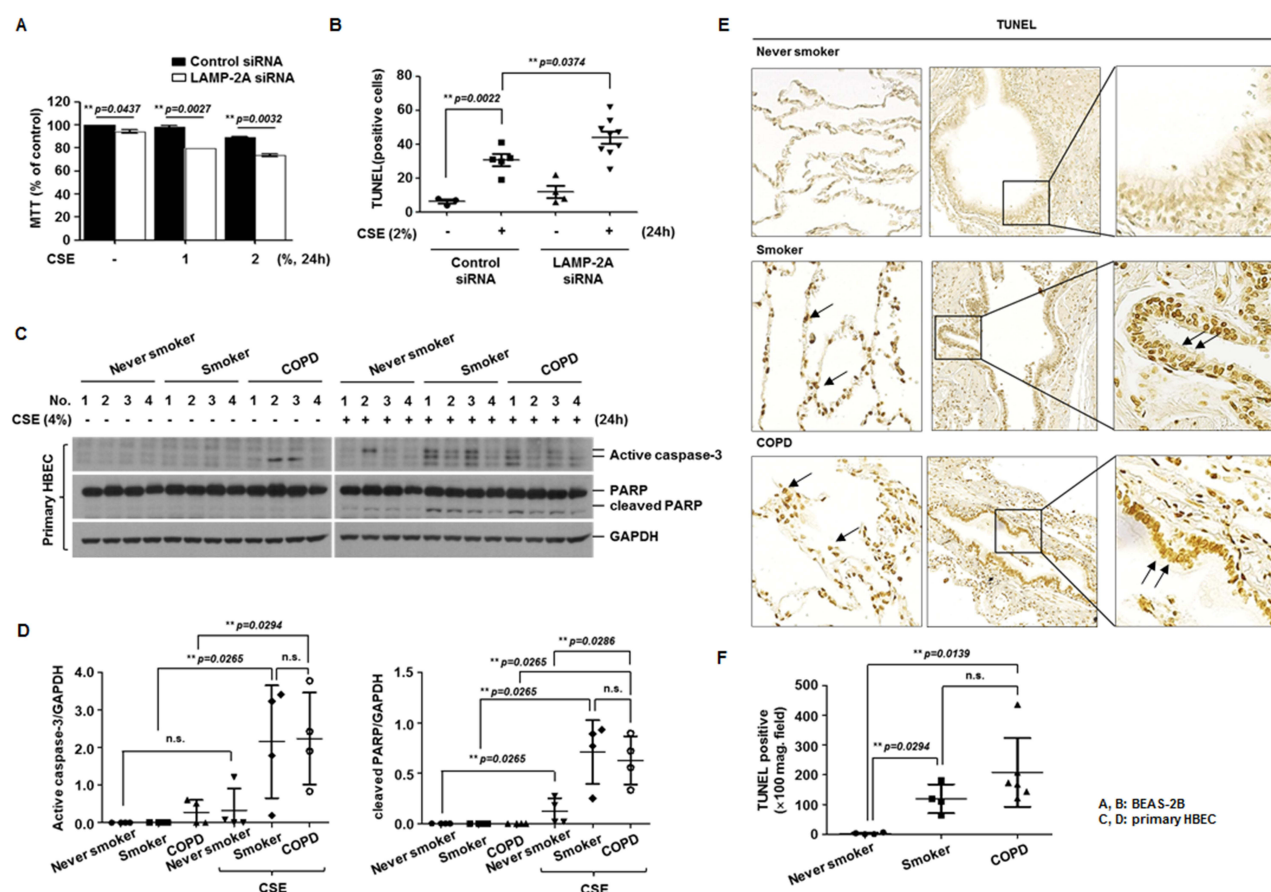 A
Control siRNA
LAMP-2A siRNA
** p=0.0437
** p=0.0027
** p=0.0032
MTT (% of control)
120
100
80
60
40
20
0
CSE - 1 2 (%, 24h)
B
** p=0.0374
** p=0.0022
TUNEL(positive cells)
80
60
40
20
0
CSE (2%) - + - + (24h)
Control siRNA
LAMP-2A siRNA
C
Never smoker Smoker COPD Never smoker Smoker COPD
No. 1 2 3 4 1 2 3 4 1 2 3 4 1 2 3 4 1 2 3 4 1 2 3 4
CSE (4%) - - - - - - - - - - - - + + + + + + + + + + + + (24h)
Primary HBEC
Active caspase-3
PARP
cleaved PARP
GAPDH
D
** p=0.0294
** p=0.0265
n.s.
n.s.
Active caspase-3/GAPDH
4.0
3.0
2.0
1.0
0.0
Never smoker Smoker COPD Never smoker Smoker COPD
CSE
** p=0.0286
** p=0.0265
** p=0.0265
n.s.
** p=0.0265
cleaved PARP/GAPDH
1.5
1.0
0.5
0.0
Never smoker Smoker COPD Never smoker Smoker COPD
CSE
E
TUNEL
Never smoker
Smoker
COPD
F
** p=0.0139
n.s.
** p=0.0294
TUNEL positive
(×100 mag. field)
500
400
300
200
100
0
Never smoker Smoker COPD
A, B: BEAS-2B
C, D: primary HBEC